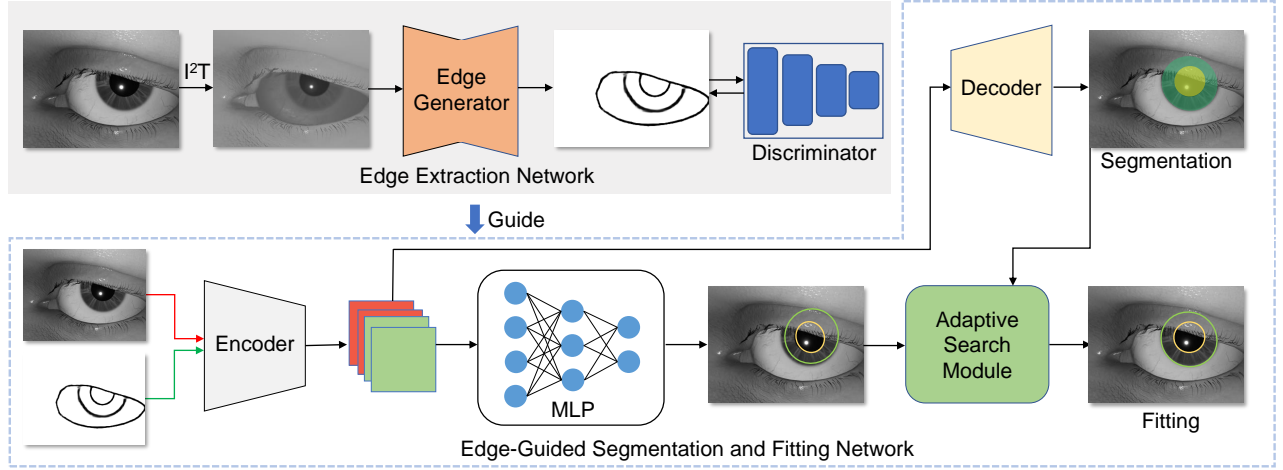 I²T
Edge
Generator
Discriminator
Edge Extraction Network
Decoder
Segmentation
Guide
Encoder
MLP
Adaptive
Search
Module
Fitting
Edge-Guided Segmentation and Fitting Network